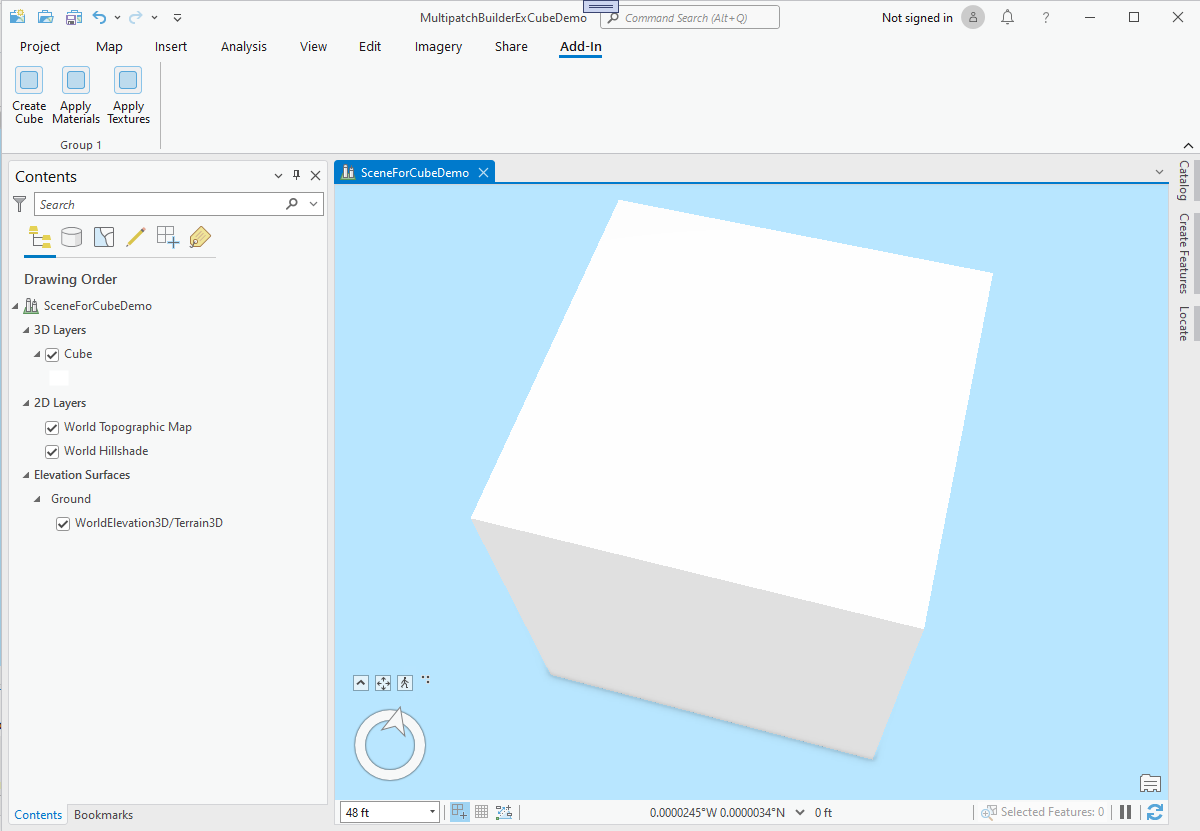 MultipatchBuilderExCubeDemo
Command Search (Alt+Q)
Not signed in
?
Project Map Insert Analysis View Edit Imagery Share Add-In
Create Cube
Apply Materials
Apply Textures
Group 1
Contents
Search
Drawing Order
SceneForCubeDemo
3D Layers
Cube
2D Layers
World Topographic Map
World Hillshade
Elevation Surfaces
Ground
WorldElevation3D/Terrain3D
Contents Bookmarks
SceneForCubeDemo
48 ft
0.0000245°W 0.0000034°N
0 ft
Selected Features: 0
Catalog
Create Features
Locate